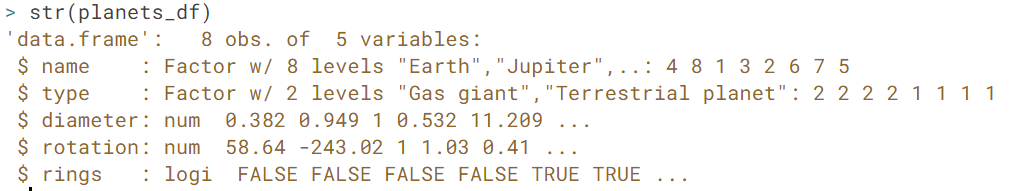 > str(planets_df)
'data.frame':   8 obs. of  5 variables:
 $ name    : Factor w/ 8 levels "Earth","Jupiter",..: 4 8 1 3 2 6 7 5
 $ type    : Factor w/ 2 levels "Gas giant","Terrestrial planet": 2 2 2 2 1 1 1 1
 $ diameter: num  0.382 0.949 1 0.532 11.209 ...
 $ rotation: num  58.64 -243.02 1 1.03 0.41 ...
 $ rings   : logi  FALSE FALSE FALSE FALSE TRUE TRUE ...